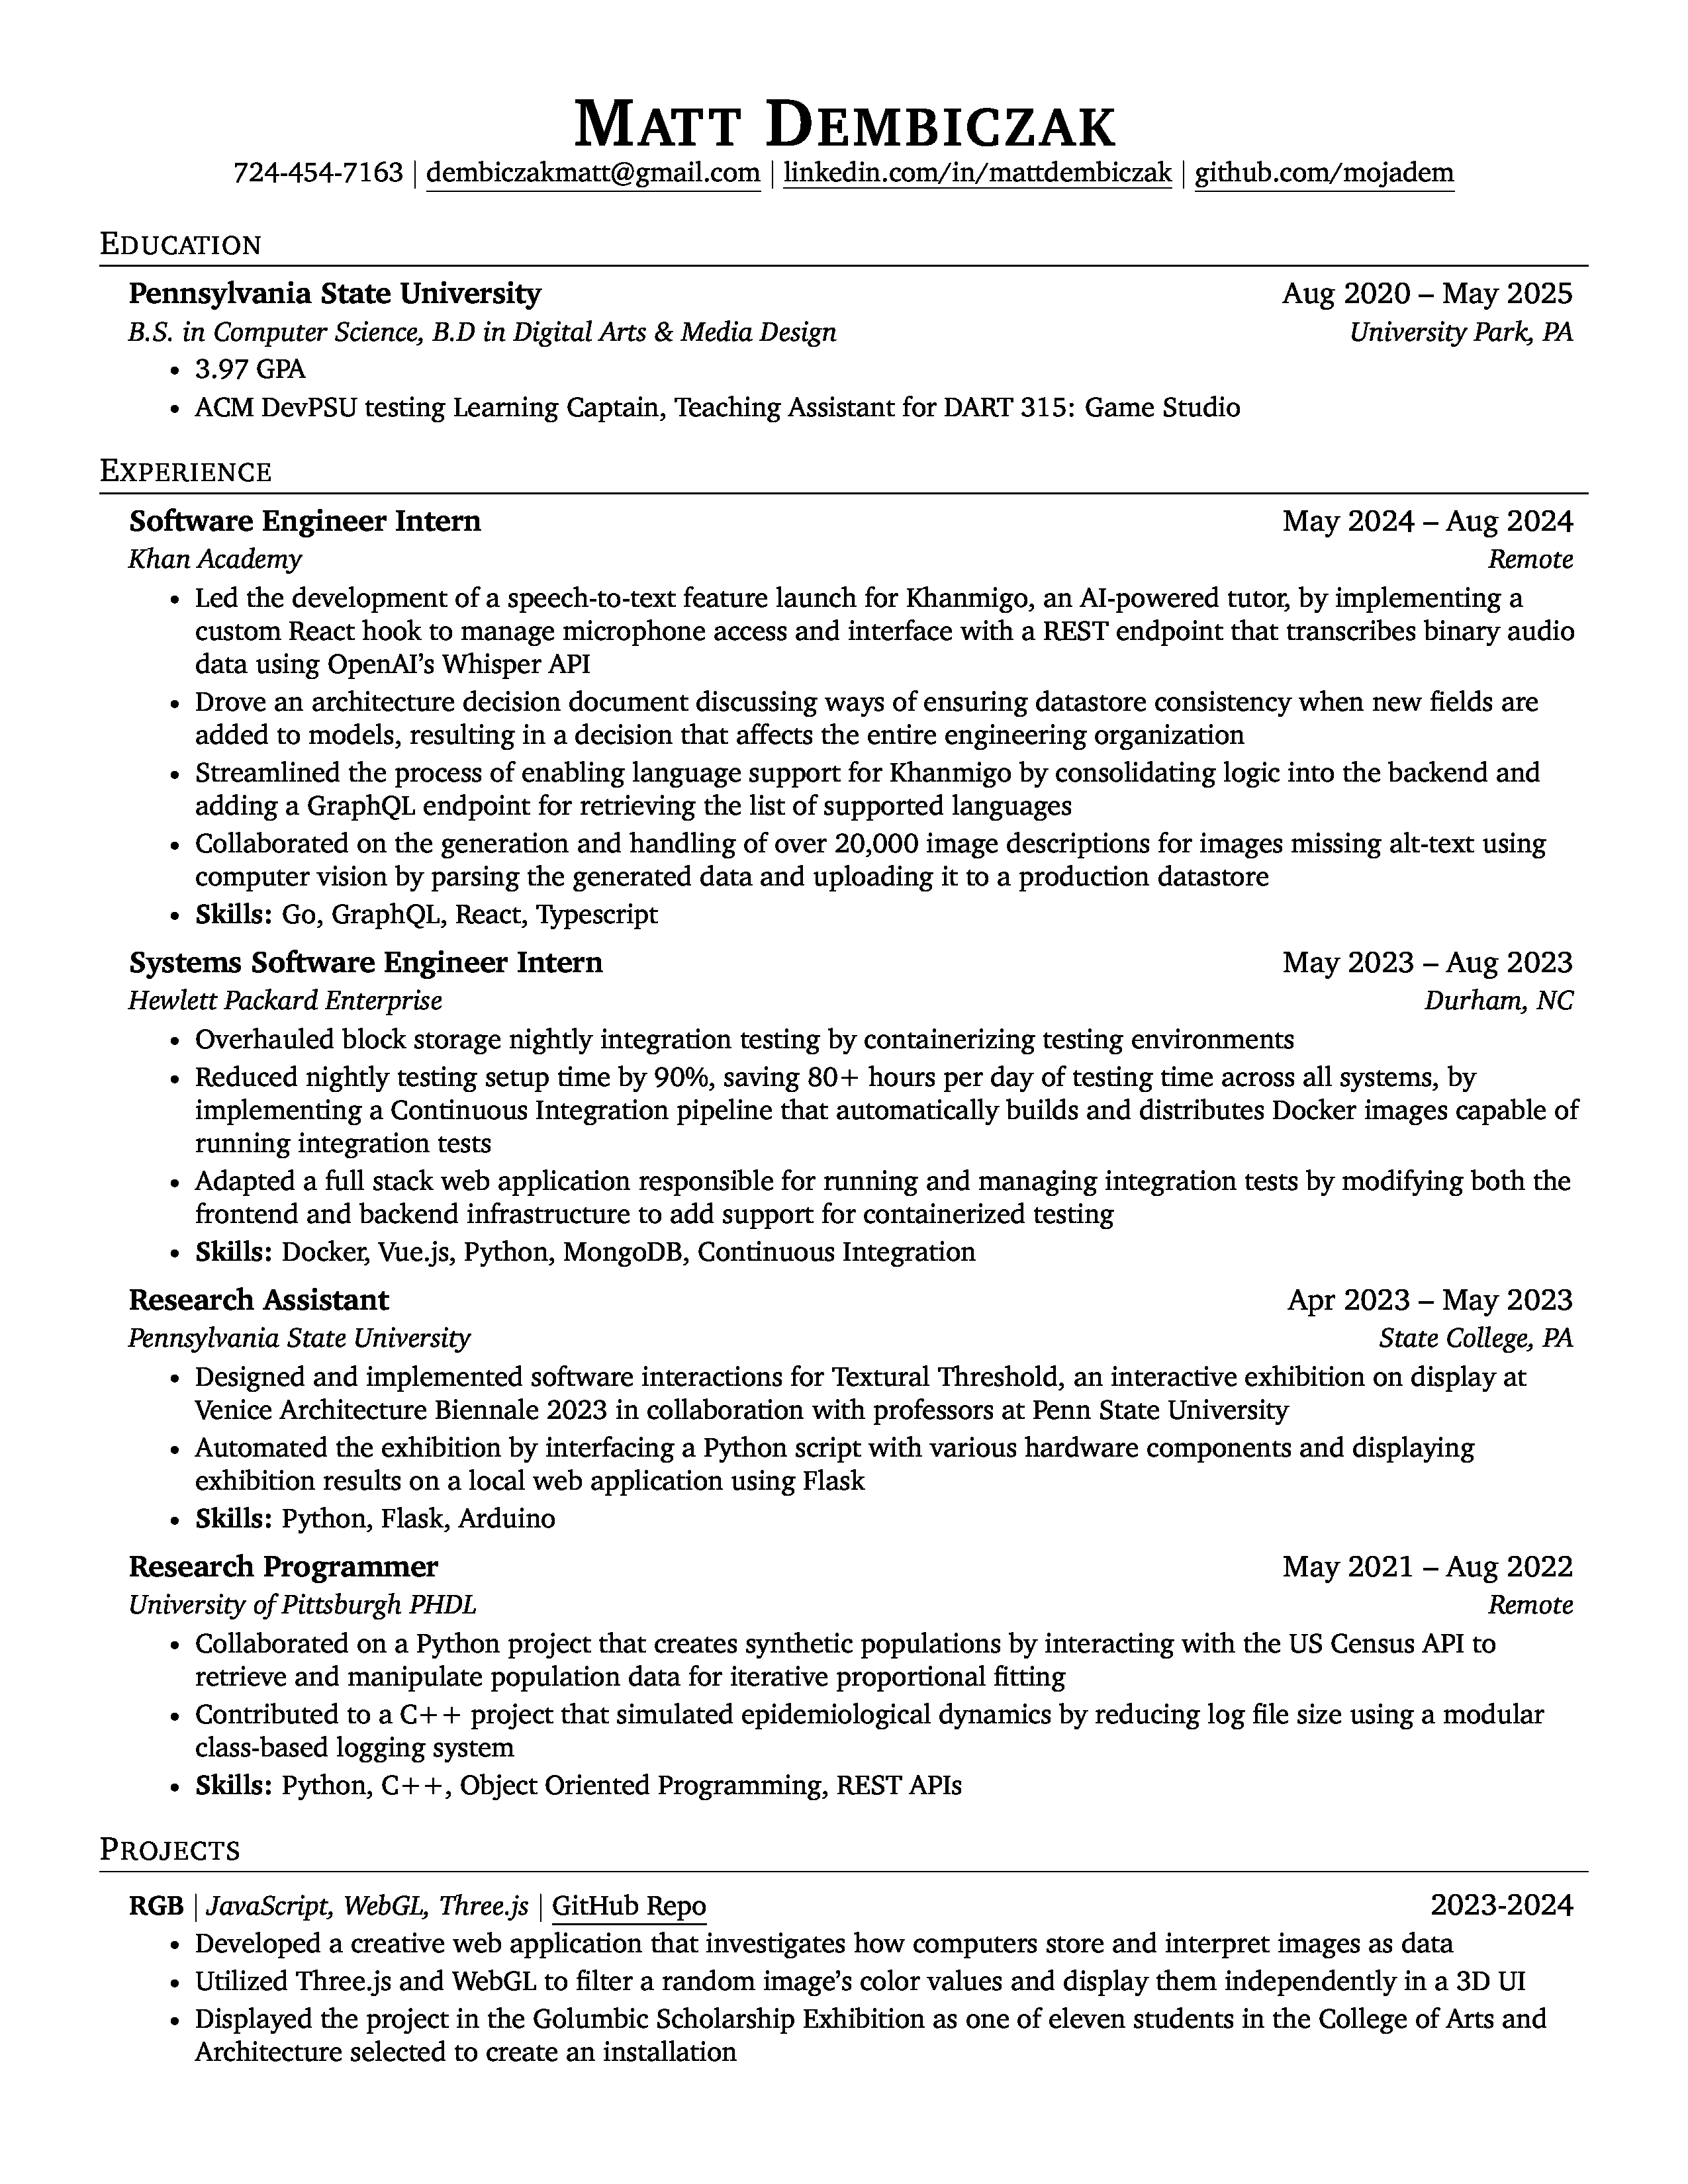 MATT DEMBICZAK
724-454-7163 | dembiczakmatt@gmail.com | linkedin.com/in/mattdembiczak | github.com/mojadem
EDUCATION
Pennsylvania State University Aug 2020 – May 2025
B.S. in Computer Science, B.D in Digital Arts & Media Design University Park, PA
• 3.97 GPA
• ACM DevPSU testing Learning Captain, Teaching Assistant for DART 315: Game Studio
EXPERIENCE
Software Engineer Intern May 2024 – Aug 2024
Khan Academy Remote
• Led the development of a speech-to-text feature launch for Khanmigo, an AI-powered tutor, by implementing a
custom React hook to manage microphone access and interface with a REST endpoint that transcribes binary audio
data using OpenAI’s Whisper API
• Drove an architecture decision document discussing ways of ensuring datastore consistency when new fields are
added to models, resulting in a decision that affects the entire engineering organization
• Streamlined the process of enabling language support for Khanmigo by consolidating logic into the backend and
adding a GraphQL endpoint for retrieving the list of supported languages
• Collaborated on the generation and handling of over 20,000 image descriptions for images missing alt-text using
computer vision by parsing the generated data and uploading it to a production datastore
• Skills: Go, GraphQL, React, Typescript
Systems Software Engineer Intern May 2023 – Aug 2023
Hewlett Packard Enterprise Durham, NC
• Overhauled block storage nightly integration testing by containerizing testing environments
• Reduced nightly testing setup time by 90%, saving 80+ hours per day of testing time across all systems, by
implementing a Continuous Integration pipeline that automatically builds and distributes Docker images capable of
running integration tests
• Adapted a full stack web application responsible for running and managing integration tests by modifying both the
frontend and backend infrastructure to add support for containerized testing
• Skills: Docker, Vue.js, Python, MongoDB, Continuous Integration
Research Assistant Apr 2023 – May 2023
Pennsylvania State University State College, PA
• Designed and implemented software interactions for Textural Threshold, an interactive exhibition on display at
Venice Architecture Biennale 2023 in collaboration with professors at Penn State University
• Automated the exhibition by interfacing a Python script with various hardware components and displaying
exhibition results on a local web application using Flask
• Skills: Python, Flask, Arduino
Research Programmer May 2021 – Aug 2022
University of Pittsburgh PHDL Remote
• Collaborated on a Python project that creates synthetic populations by interacting with the US Census API to
retrieve and manipulate population data for iterative proportional fitting
• Contributed to a C++ project that simulated epidemiological dynamics by reducing log file size using a modular
class-based logging system
• Skills: Python, C++, Object Oriented Programming, REST APIs
PROJECTS
RGB | JavaScript, WebGL, Three.js | GitHub Repo 2023-2024
• Developed a creative web application that investigates how computers store and interpret images as data
• Utilized Three.js and WebGL to filter a random image’s color values and display them independently in a 3D UI
• Displayed the project in the Golumbic Scholarship Exhibition as one of eleven students in the College of Arts and
Architecture selected to create an installation